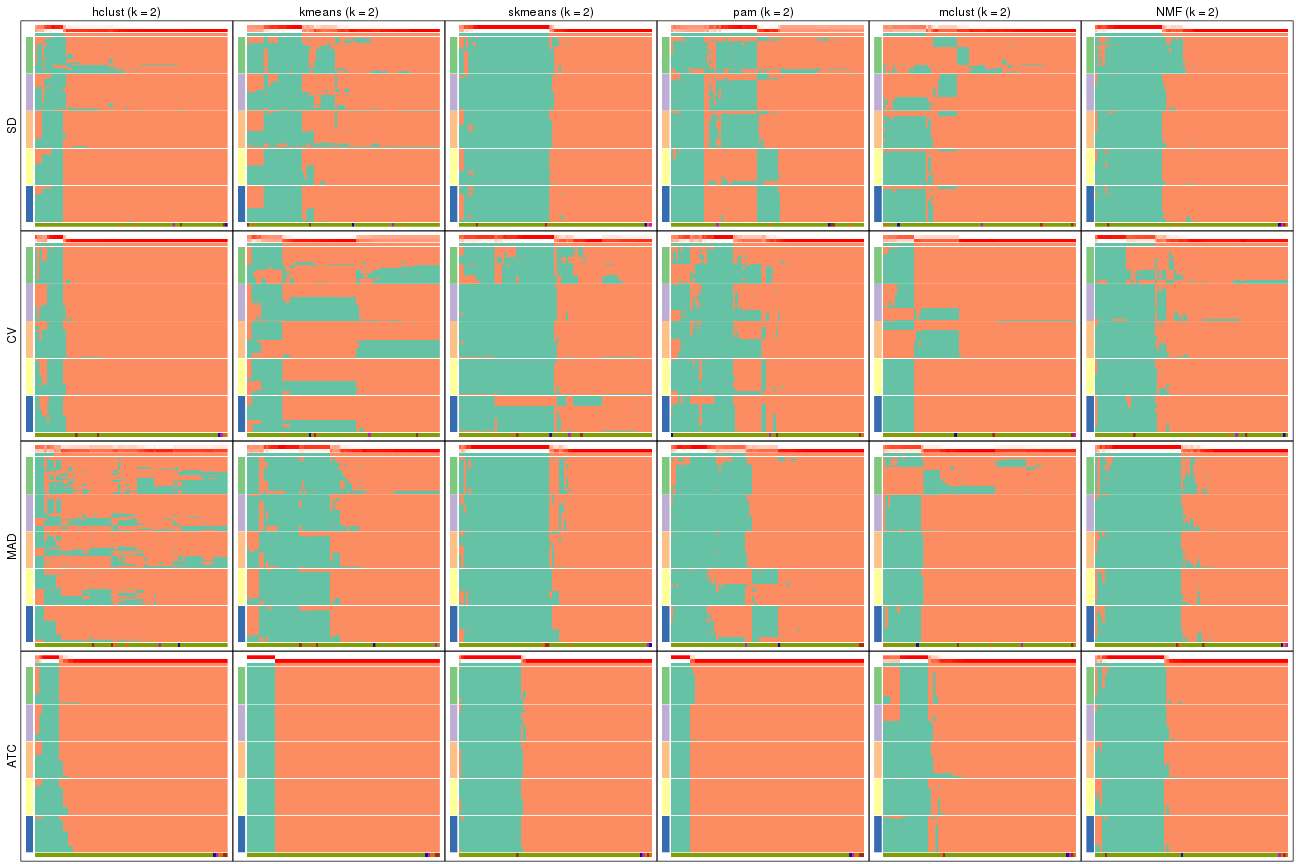 hclust (k = 2)
kmeans (k = 2)
skmeans (k = 2)
pam (k = 2)
mclust (k = 2)
NMF (k = 2)
SD
CV
MAD
ATC